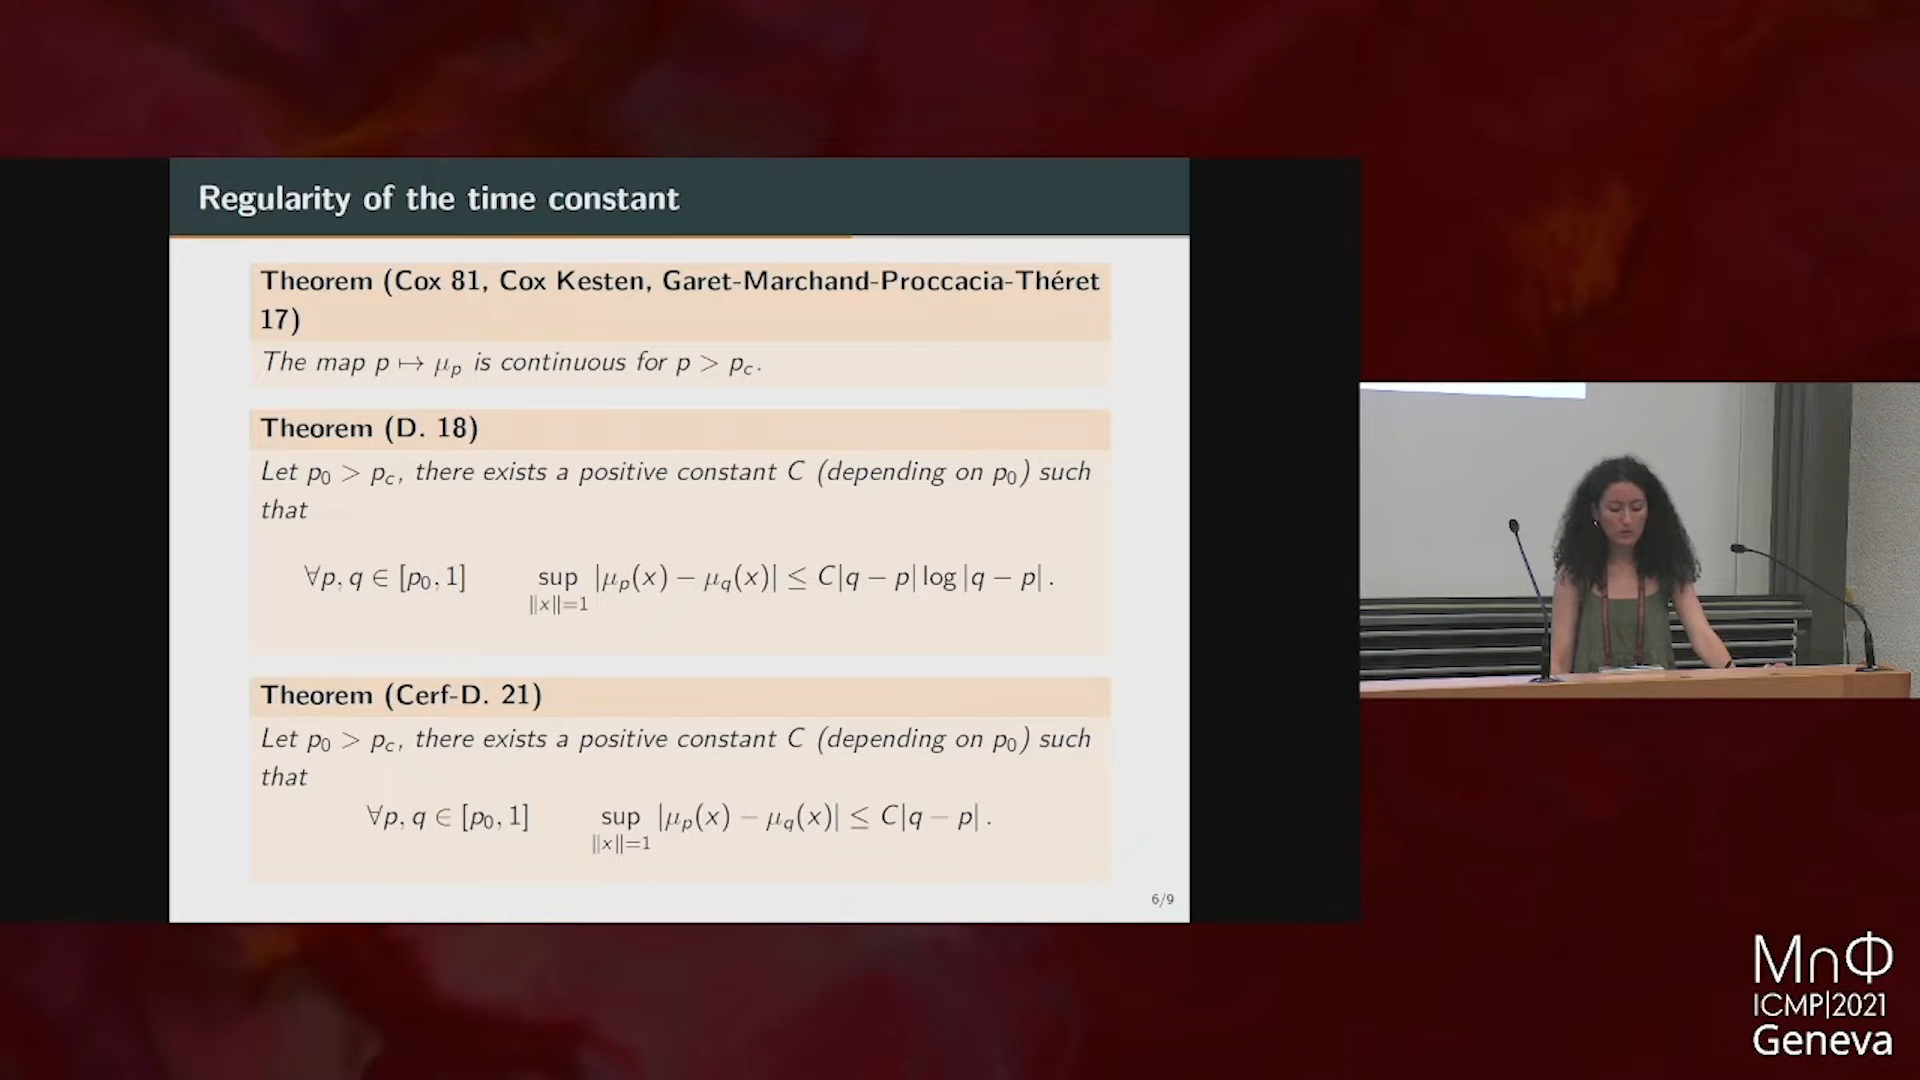 Regularity of the time constant
Theorem (Cox 81, Cox Kesten, Garet-Marchand-Proccacia-Théret
17)
The map p ↦ μ_p is continuous for p > p_c.
Theorem (D. 18)
Let p_0 > p_c, there exists a positive constant C (depending on p_0) such
that
∀p, q ∈ [p_0, 1] sup_{‖x‖=1} |μ_p(x) − μ_q(x)| ≤ C|q − p| log |q − p| .
Theorem (Cerf-D. 21)
Let p_0 > p_c, there exists a positive constant C (depending on p_0) such
that
∀p, q ∈ [p_0, 1] sup_{‖x‖=1} |μ_p(x) − μ_q(x)| ≤ C|q − p| .
6/9
M∩Φ
ICMP|2021
Geneva